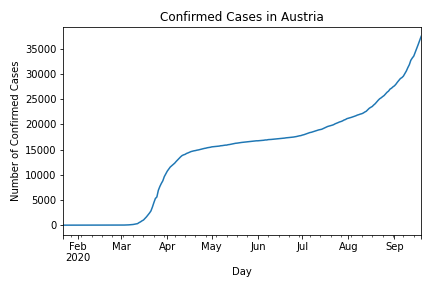 Confirmed Cases in Austria
Number of Confirmed Cases
35000
30000
25000
20000
15000
10000
5000
0
Feb Mar Apr May Jun Jul Aug Sep
2020
Day